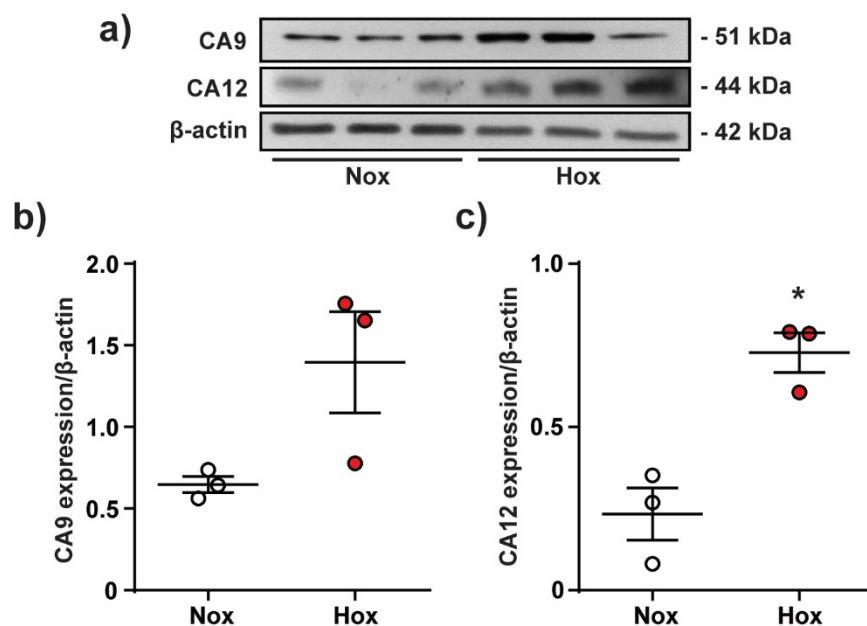 a)
CA9
- 51 kDa
CA12
- 44 kDa
β-actin
- 42 kDa
Nox
Hox
b)
CA9 expression/β-actin
2.0
1.5
1.0
0.5
0
Nox
Hox
c)
CA12 expression/β-actin
1.0
0.5
0
*
Nox
Hox